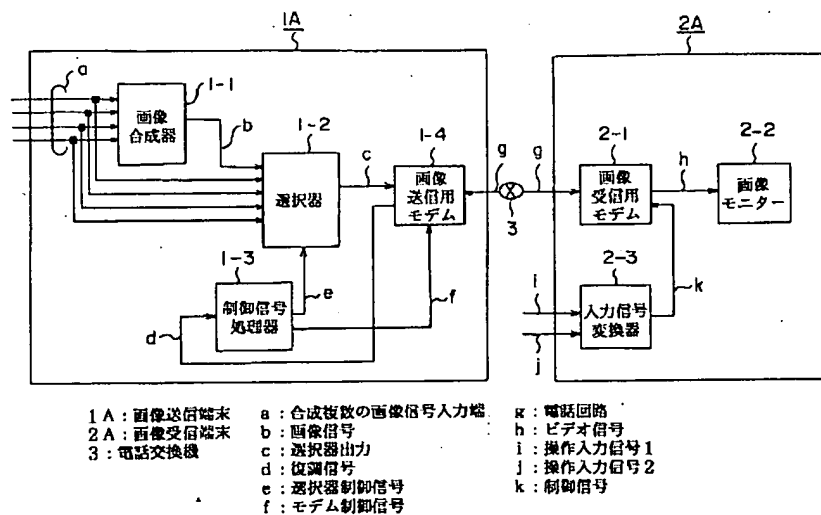 1A
2A
a
1-1
画像
合成器
b
1-2
選択器
c
1-4
画像
送信用
モデム
g
g
3
2-1
画像
受信用
モデム
h
2-2
画像
モニター
1-3
制御信号
処理器
d
e
f
2-3
入力信号
変換器
i
j
k
1A:画像送信端末
2A:画像受信端末
3:電話交換機
a:合成複数の画像信号入力端
b:画像信号
c:選択器出力
d:復調信号
e:選択器制御信号
f:モデム制御信号
g:電話回路
h:ビデオ信号
i:操作入力信号1
j:操作入力信号2
k:制御信号